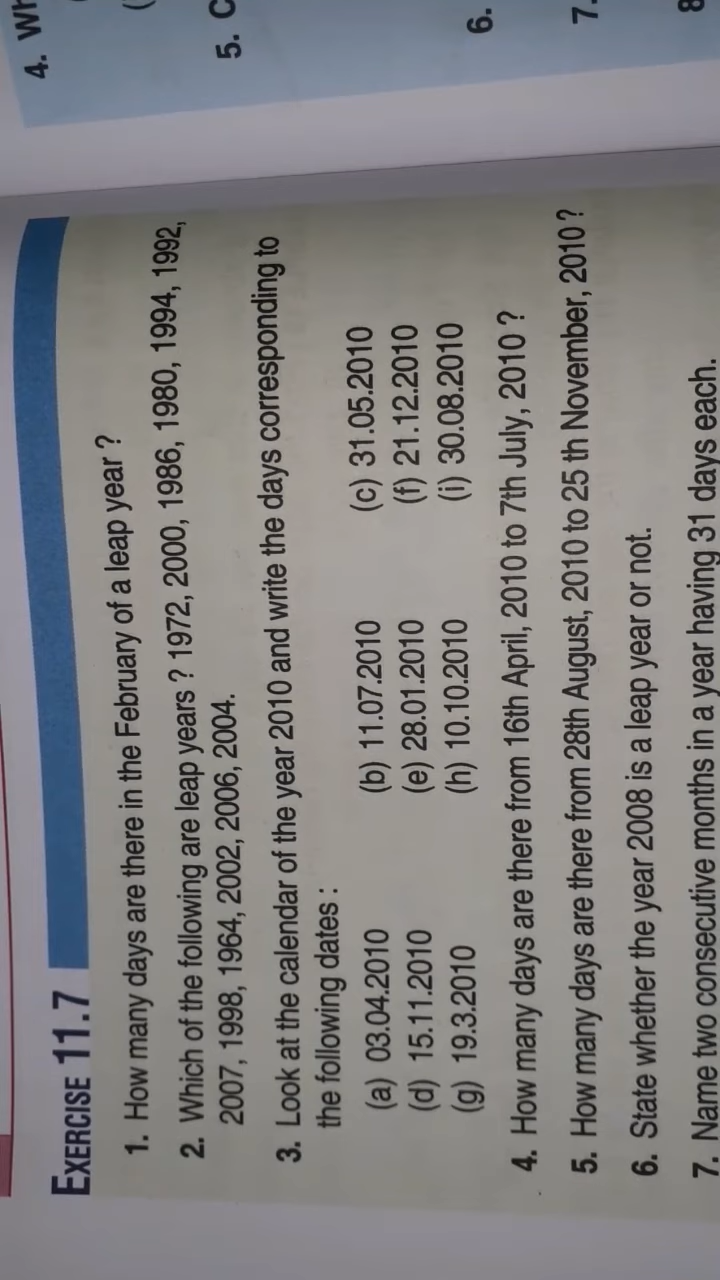 4. Wh
5. C
6.
7.
8
EXERCISE 11.7
1. How many days are there in the February of a leap year ?
2. Which of the following are leap years ? 1972, 2000, 1986, 1980, 1994, 1992,
2007, 1998, 1964, 2002, 2006, 2004.
3. Look at the calendar of the year 2010 and write the days corresponding to
the following dates :
(a) 03.04.2010 (b) 11.07.2010 (c) 31.05.2010
(d) 15.11.2010 (e) 28.01.2010 (f) 21.12.2010
(g) 19.3.2010 (h) 10.10.2010 (i) 30.08.2010
4. How many days are there from 16th April, 2010 to 7th July, 2010 ?
5. How many days are there from 28th August, 2010 to 25 th November, 2010 ?
6. State whether the year 2008 is a leap year or not.
7. Name two consecutive months in a year having 31 days each.